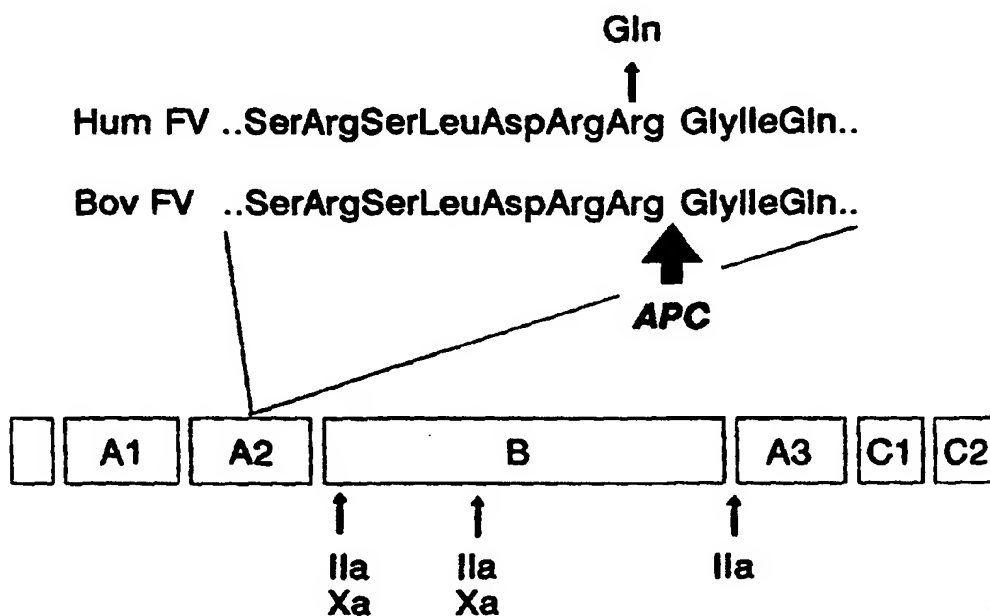 Gln
Hum FV ..SerArgSerLeuAspArgArg GlyIleGln..
Bov FV ..SerArgSerLeuAspArgArg GlyIleGln..
APC
A1 A2 B A3 C1 C2
IIa IIa IIa
Xa Xa